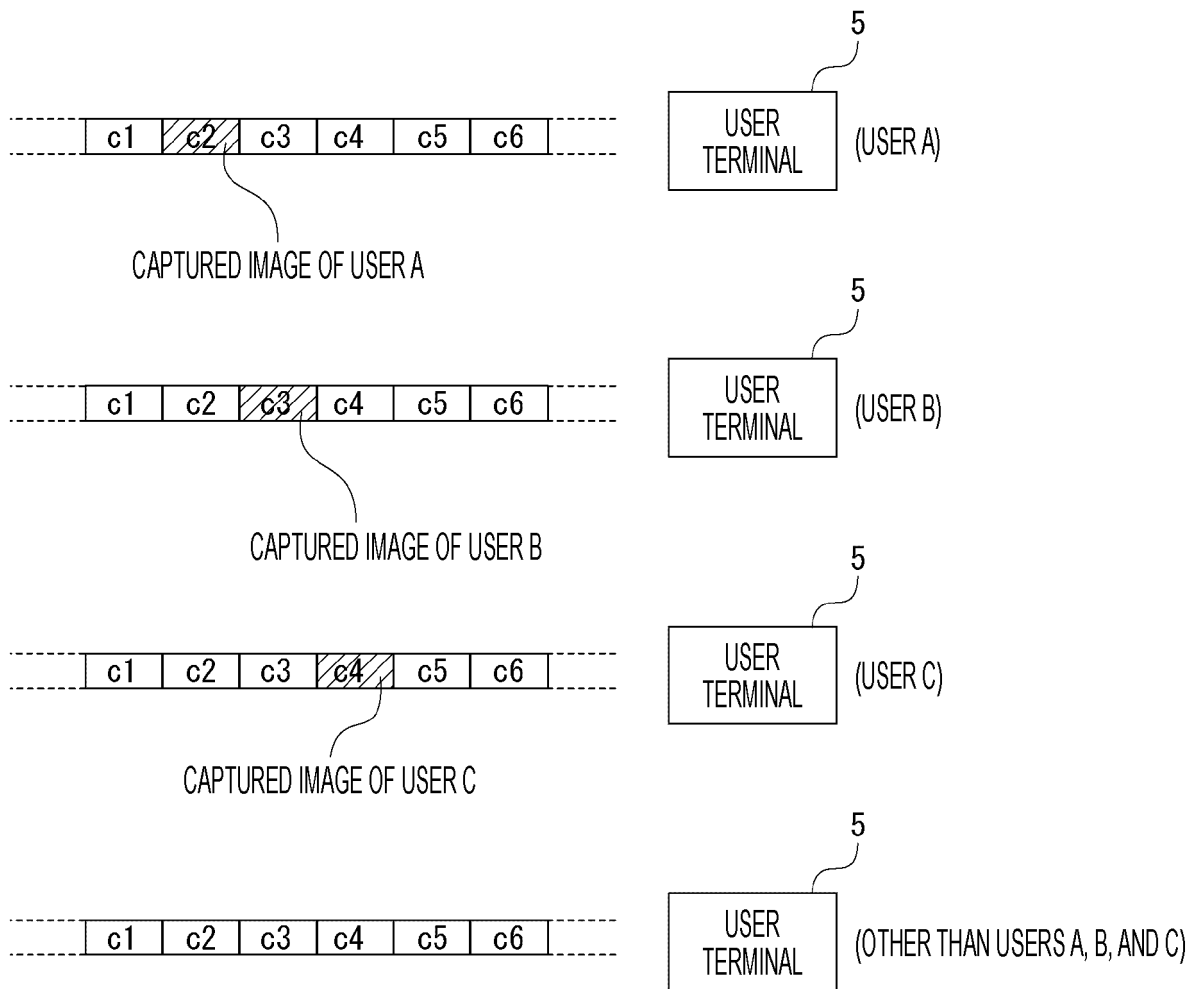 5
c1 c2 c3 c4 c5 c6
USER
TERMINAL
(USER A)
CAPTURED IMAGE OF USER A
5
c1 c2 c3 c4 c5 c6
USER
TERMINAL
(USER B)
CAPTURED IMAGE OF USER B
5
c1 c2 c3 c4 c5 c6
USER
TERMINAL
(USER C)
CAPTURED IMAGE OF USER C
5
c1 c2 c3 c4 c5 c6
USER
TERMINAL
(OTHER THAN USERS A, B, AND C)